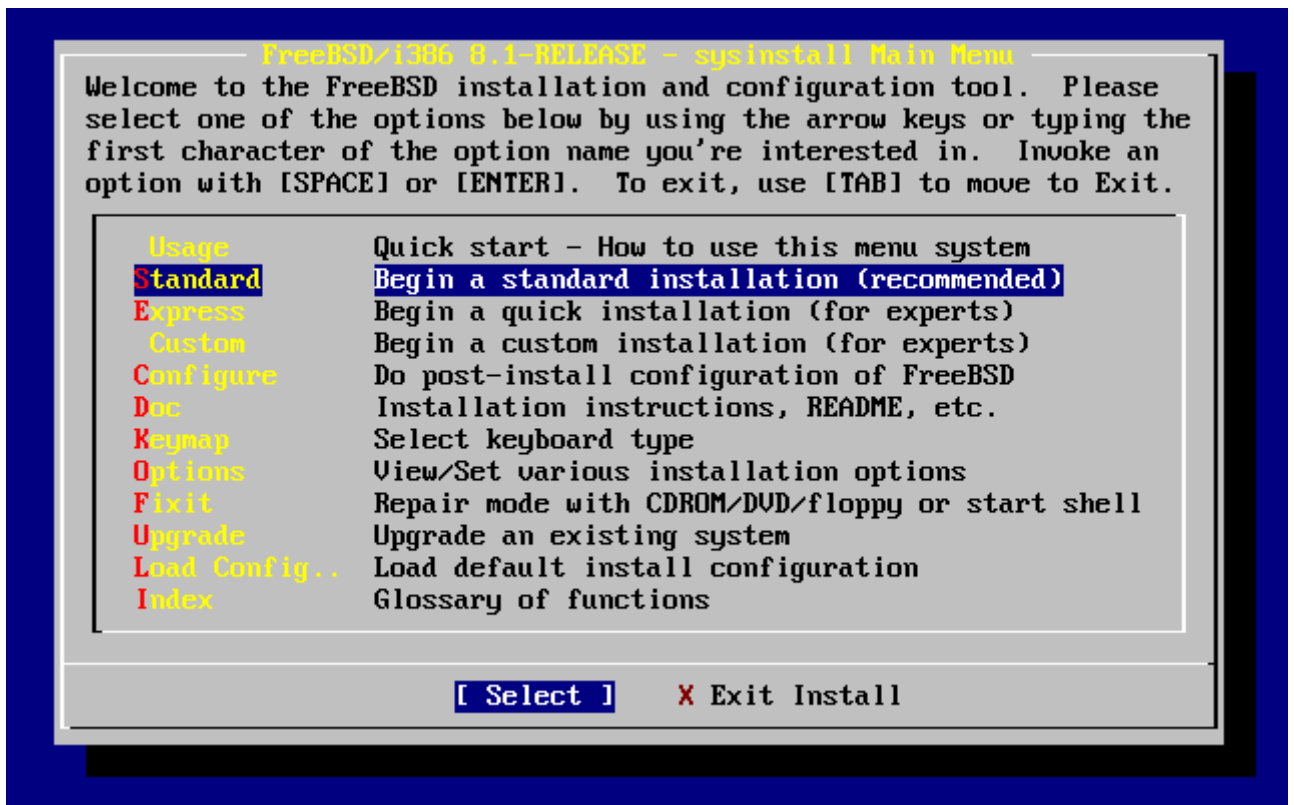 FreeBSD/i386 8.1-RELEASE - sysinstall Main Menu
Welcome to the FreeBSD installation and configuration tool.  Please
select one of the options below by using the arrow keys or typing the
first character of the option name you're interested in.  Invoke an
option with [SPACE] or [ENTER].  To exit, use [TAB] to move to Exit.
Usage Quick start - How to use this menu system
Standard Begin a standard installation (recommended)
Express Begin a quick installation (for experts)
Custom Begin a custom installation (for experts)
Configure Do post-install configuration of FreeBSD
Doc Installation instructions, README, etc.
Keymap Select keyboard type
Options View/Set various installation options
Fixit Repair mode with CDROM/DVD/floppy or start shell
Upgrade Upgrade an existing system
Load Config.. Load default install configuration
Index Glossary of functions
[ Select ] X Exit Install